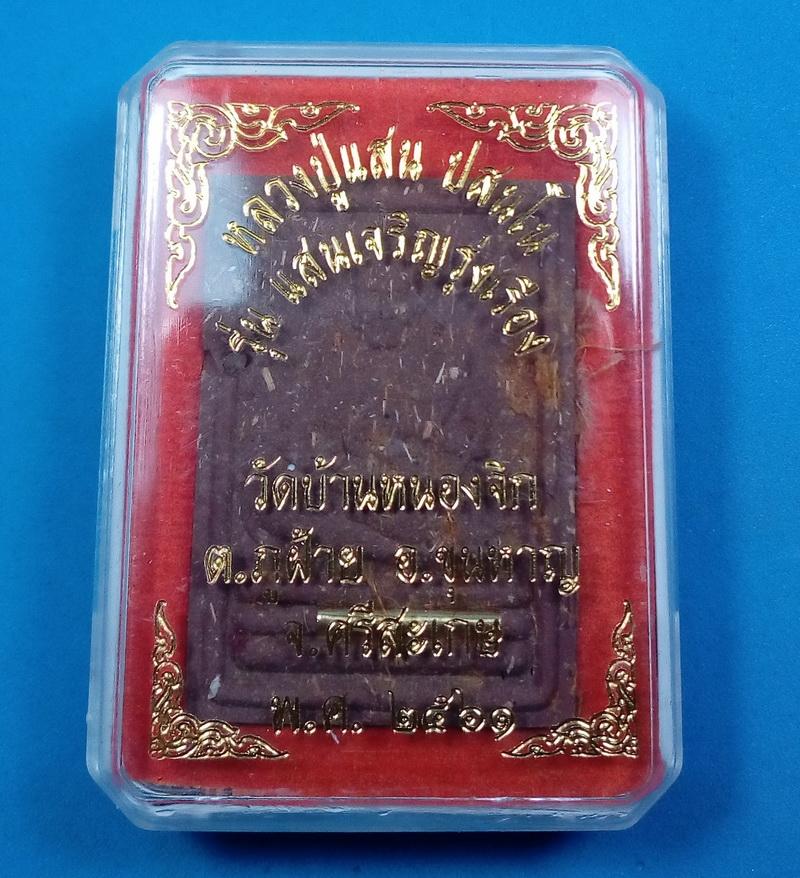 หลวงปู่แสน ปสนฺโน
รุ่น แสนเจริญรุ่งเรือง
วัดบ้านหนองจิก
ต.ภูฝ้าย อ.ขุนหาญ
จ.ศรีสะเกษ
พ.ศ. ๒๕๖๑